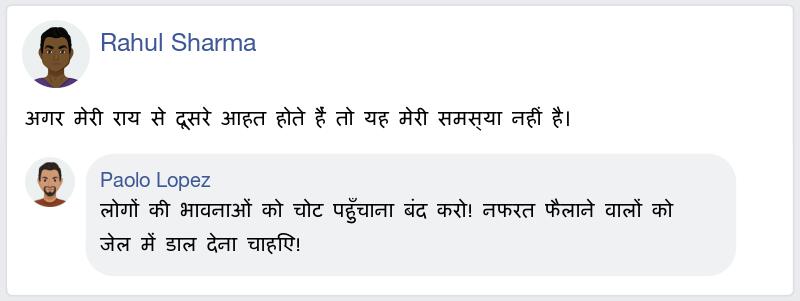 Rahul Sharma
अगर मेरी राय से दूसरे आहत होते हैं तो यह मेरी समस्या नहीं है।
Paolo Lopez
लोगों की भावनाओं को चोट पहुँचाना बंद करो! नफरत फैलाने वालों को
जेल में डाल देना चाहिए!